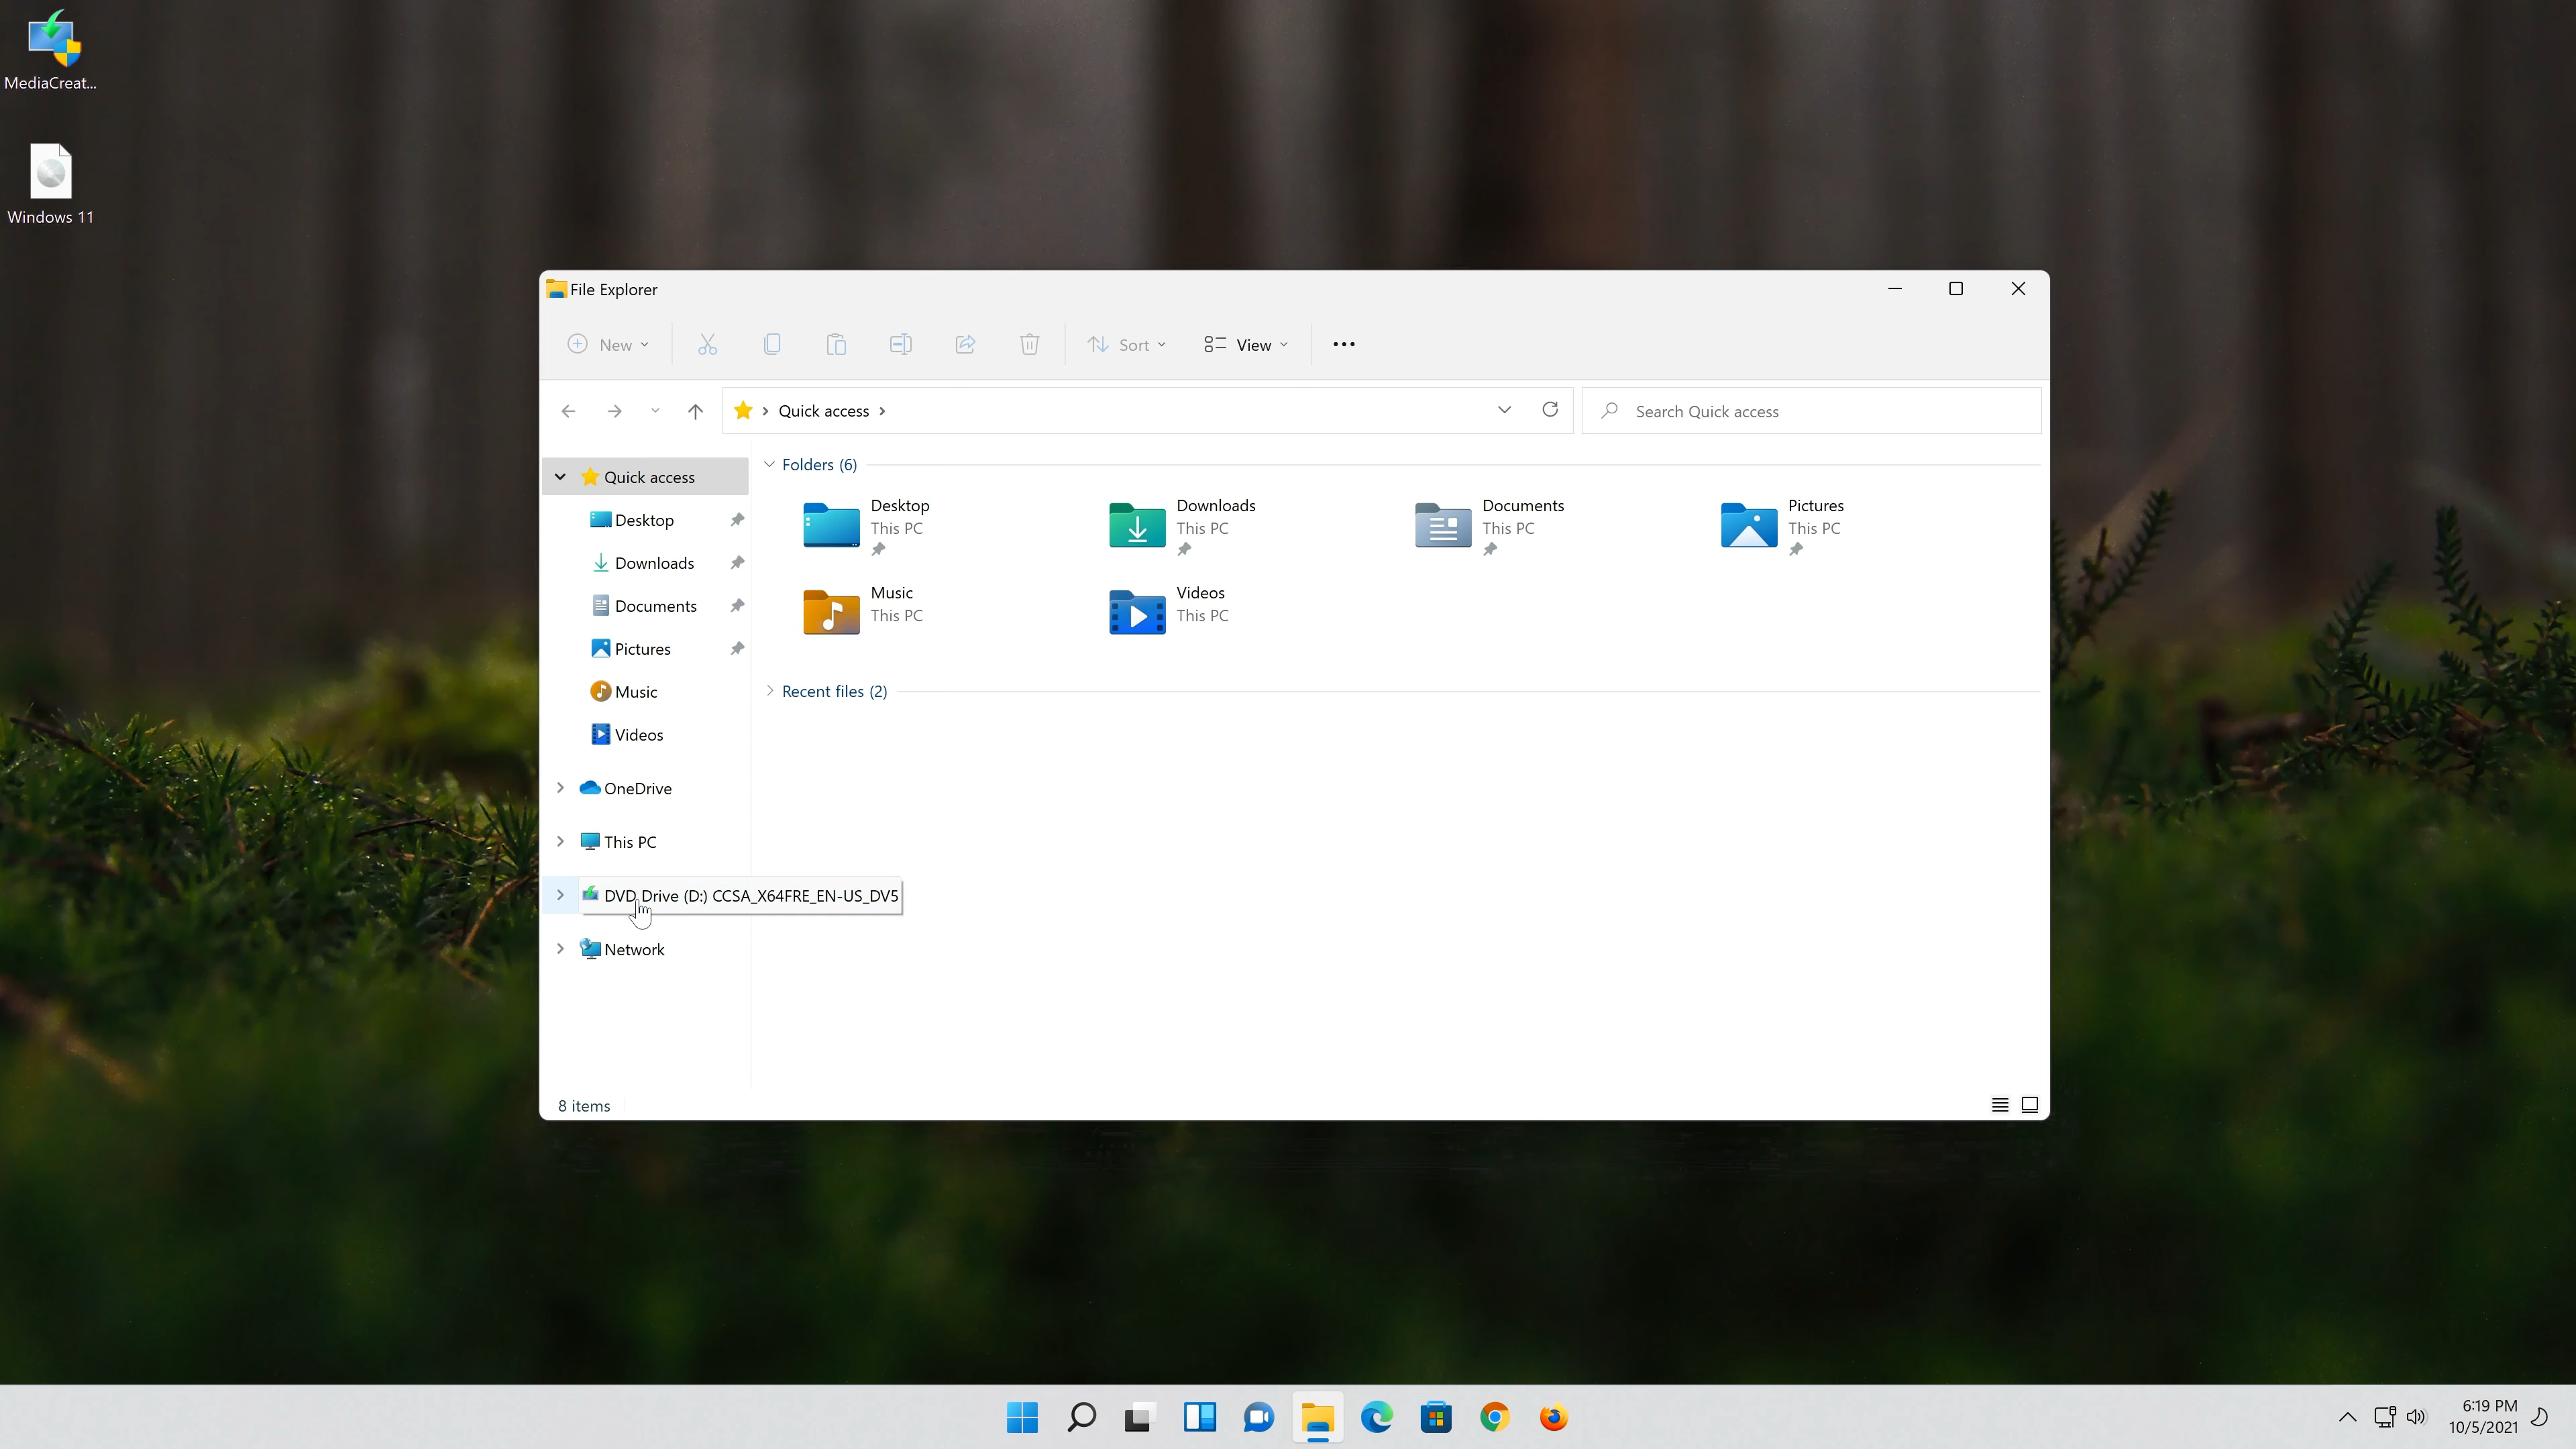 MediaCreat...
Windows 11
File Explorer
New
Sort
View
Quick access
Search Quick access
Quick access
Desktop
Downloads
Documents
Pictures
Music
Videos
OneDrive
This PC
DVD Drive (D:) CCSA_X64FRE_EN-US_DV5
Network
Folders (6)
Desktop
This PC
Downloads
This PC
Documents
This PC
Pictures
This PC
Music
This PC
Videos
This PC
Recent files (2)
8 items
6:19 PM
10/5/2021